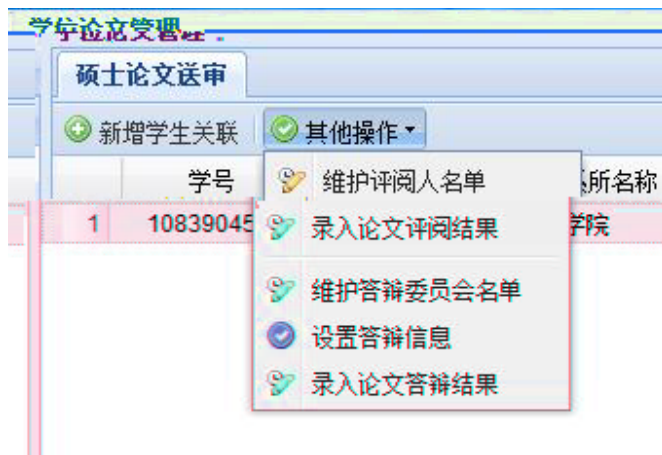 学位论文管理
硕士论文送审
新增学生关联 其他操作
学号 所名称
1 10839045 学院
维护评阅人名单
录入论文评阅结果
维护答辩委员会名单
设置答辩信息
录入论文答辩结果